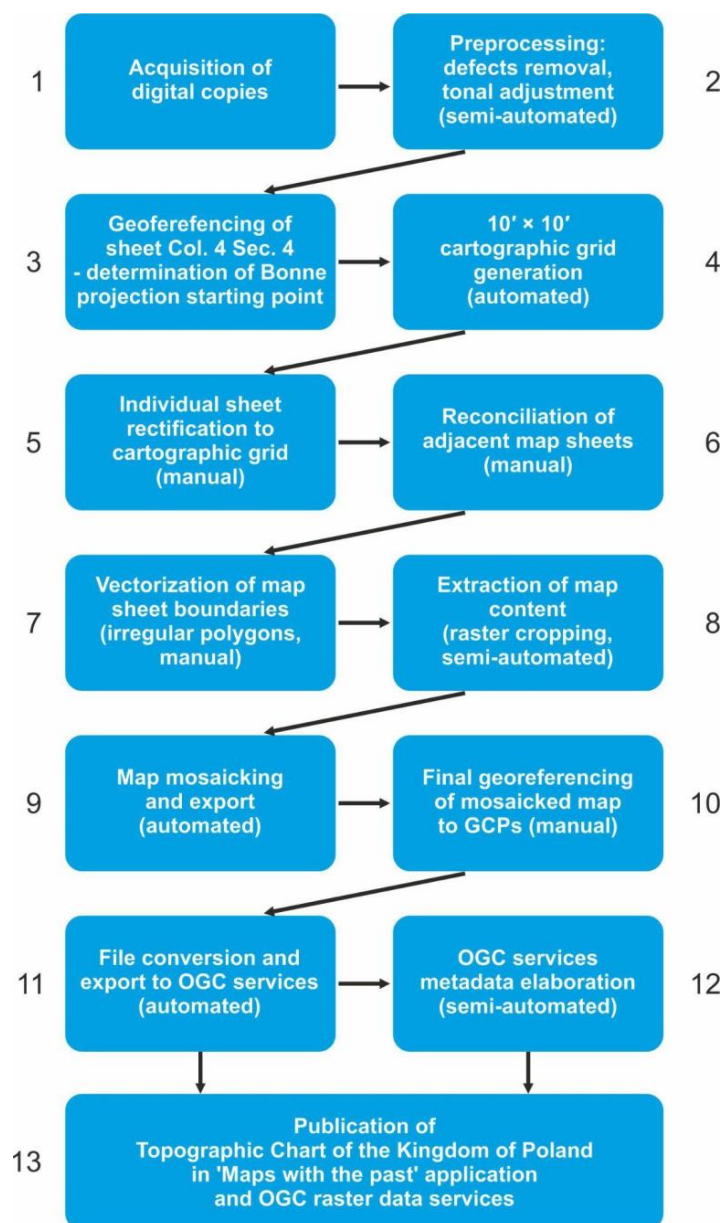 1
Acquisition of
digital copies
Preprocessing:
defects removal,
tonal adjustment
(semi-automated)
2
3
Geoferefencing of
sheet Col. 4 Sec. 4
- determination of Bonne
projection starting point
10′ × 10′
cartographic grid
generation
(automated)
4
5
Individual sheet
rectification to
cartographic grid
(manual)
Reconciliation of
adjacent map sheets
(manual)
6
7
Vectorization of map
sheet boundaries
(irregular polygons,
manual)
Extraction of map
content
(raster cropping,
semi-automated)
8
9
Map mosaicking
and export
(automated)
Final georeferencing
of mosaicked map
to GCPs (manual)
10
11
File conversion and
export to OGC services
(automated)
OGC services
metadata elaboration
(semi-automated)
12
13
Publication of
Topographic Chart of the Kingdom of Poland
in 'Maps with the past' application
and OGC raster data services